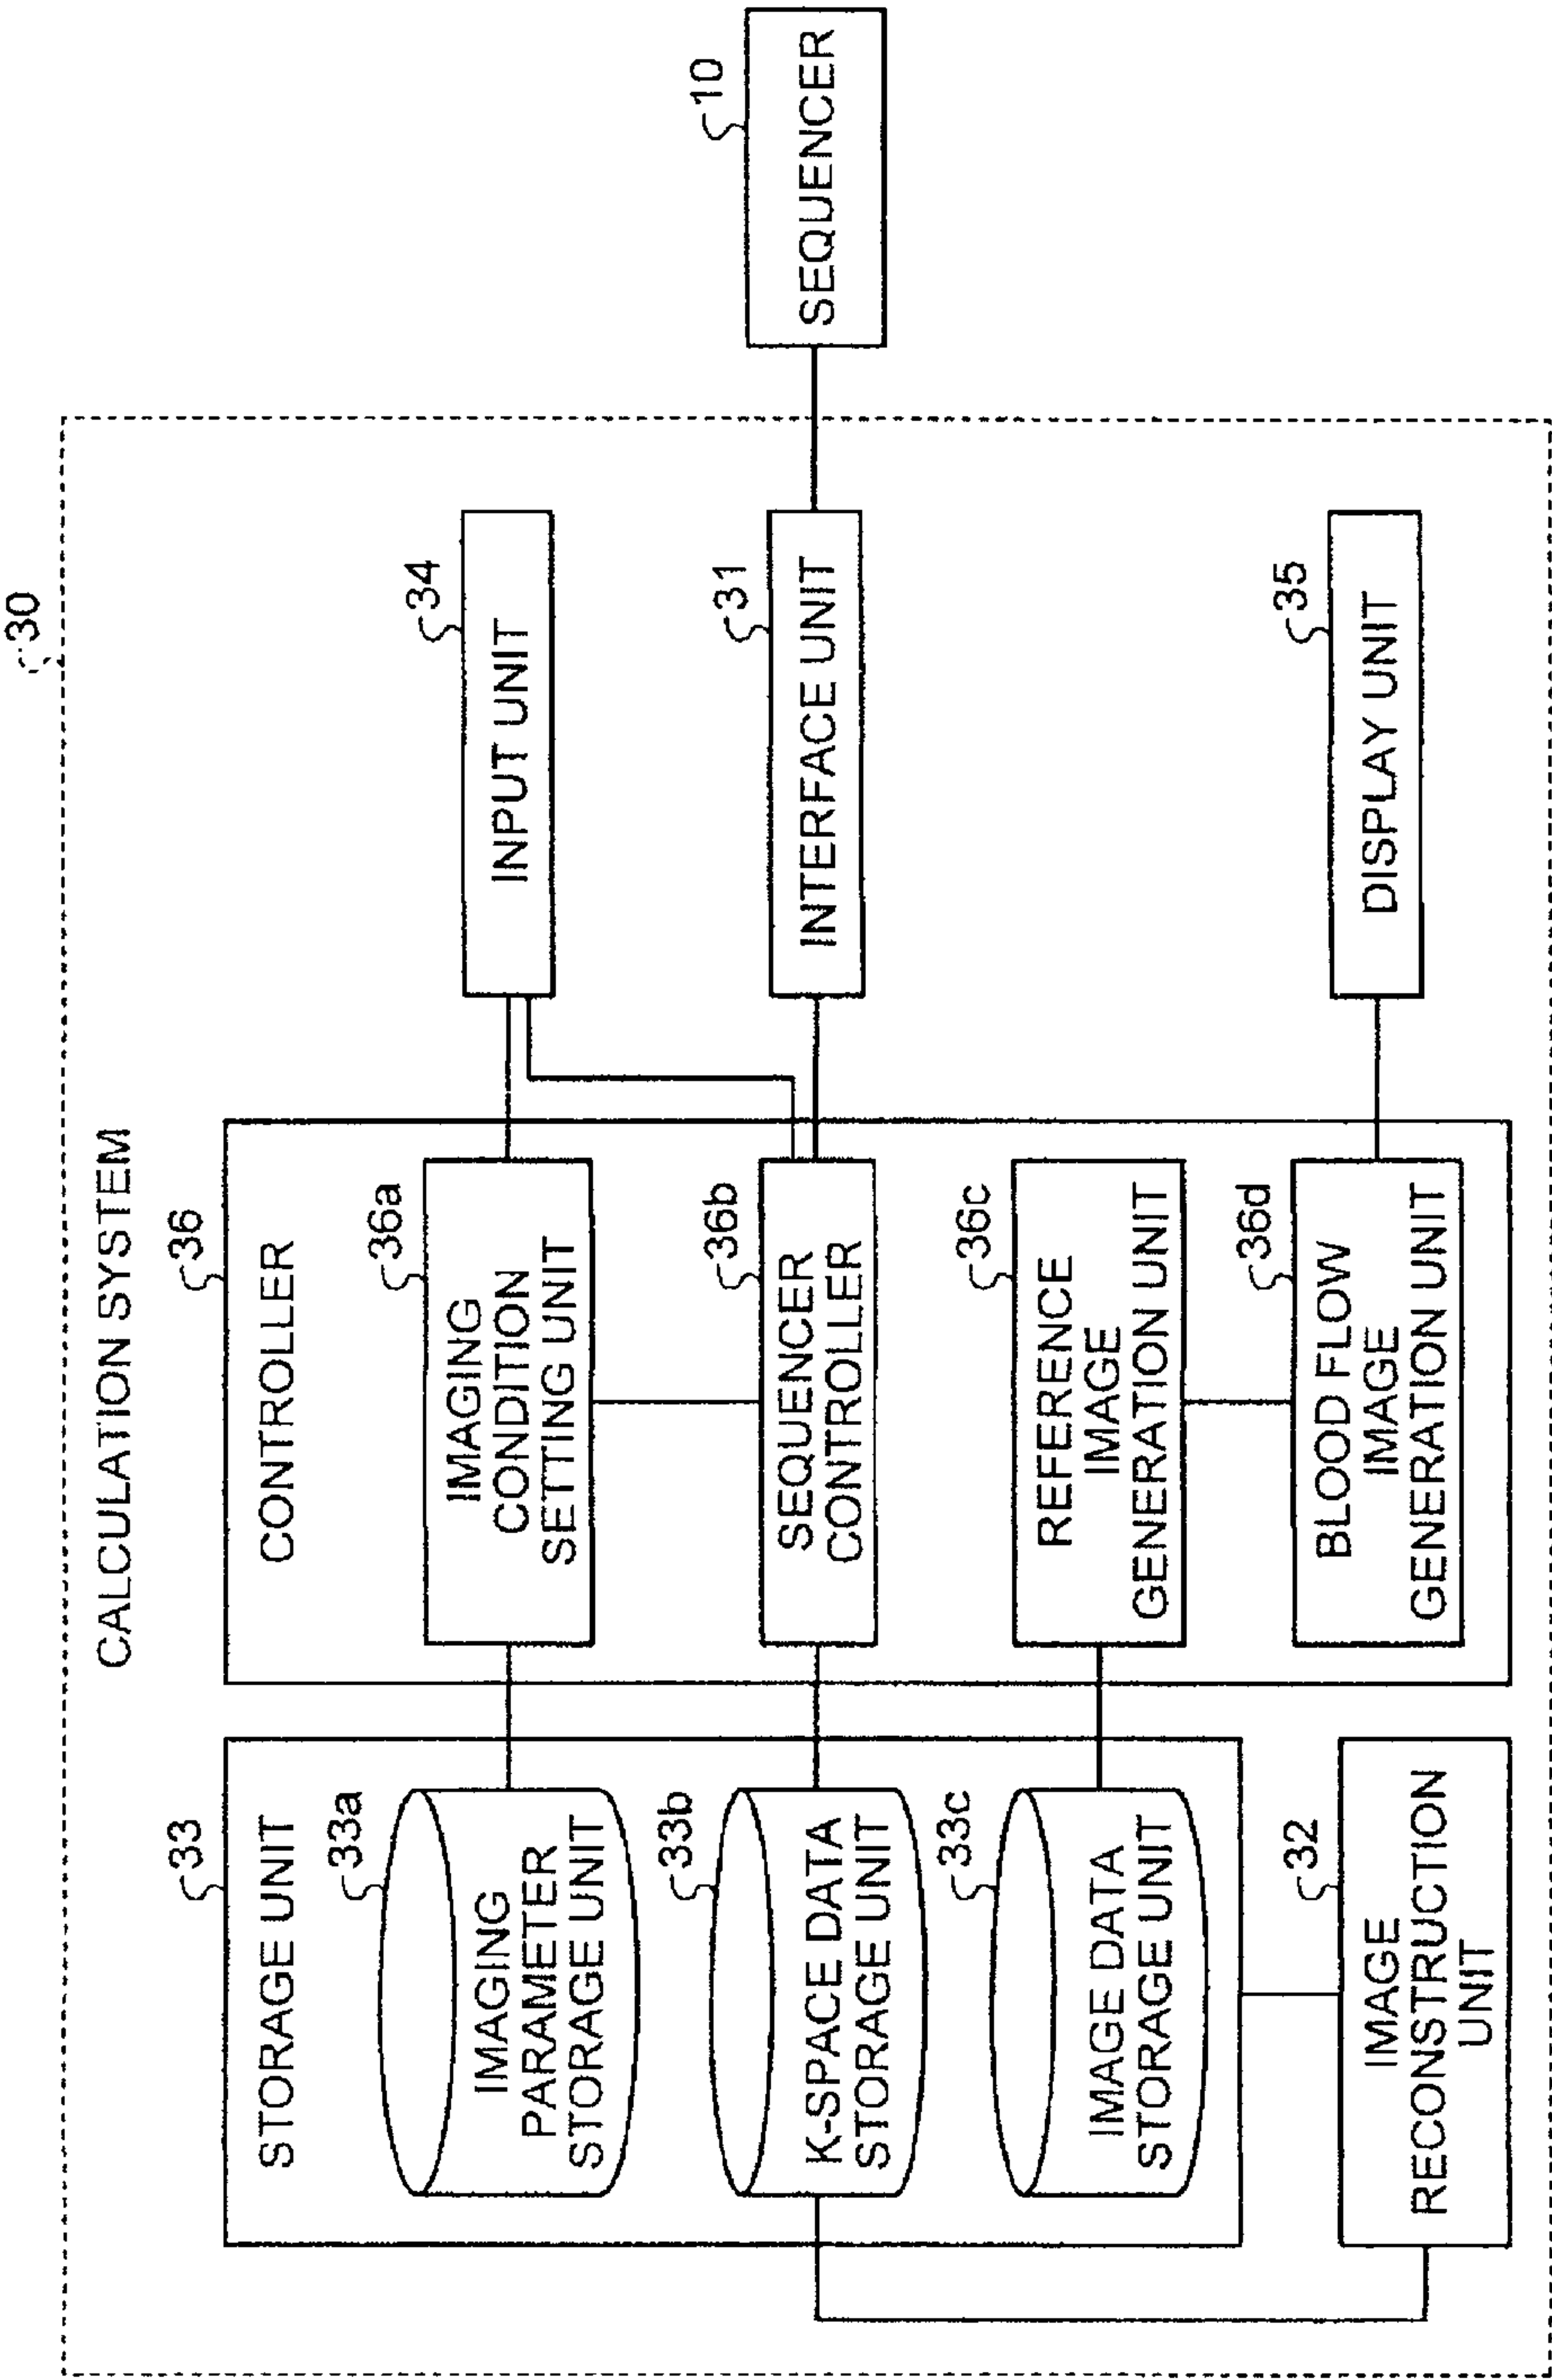 30
CALCULATION SYSTEM
33
STORAGE UNIT
33a
IMAGING
PARAMETER
STORAGE UNIT
33b
K-SPACE DATA
STORAGE UNIT
33c
IMAGE DATA
STORAGE UNIT
32
IMAGE
RECONSTRUCTION
UNIT
36
CONTROLLER
36a
IMAGING
CONDITION
SETTING UNIT
36b
SEQUENCER
CONTROLLER
36c
REFERENCE
IMAGE
GENERATION UNIT
36d
BLOOD FLOW
IMAGE
GENERATION UNIT
34
INPUT UNIT
31
INTERFACE UNIT
35
DISPLAY UNIT
10
SEQUENCER